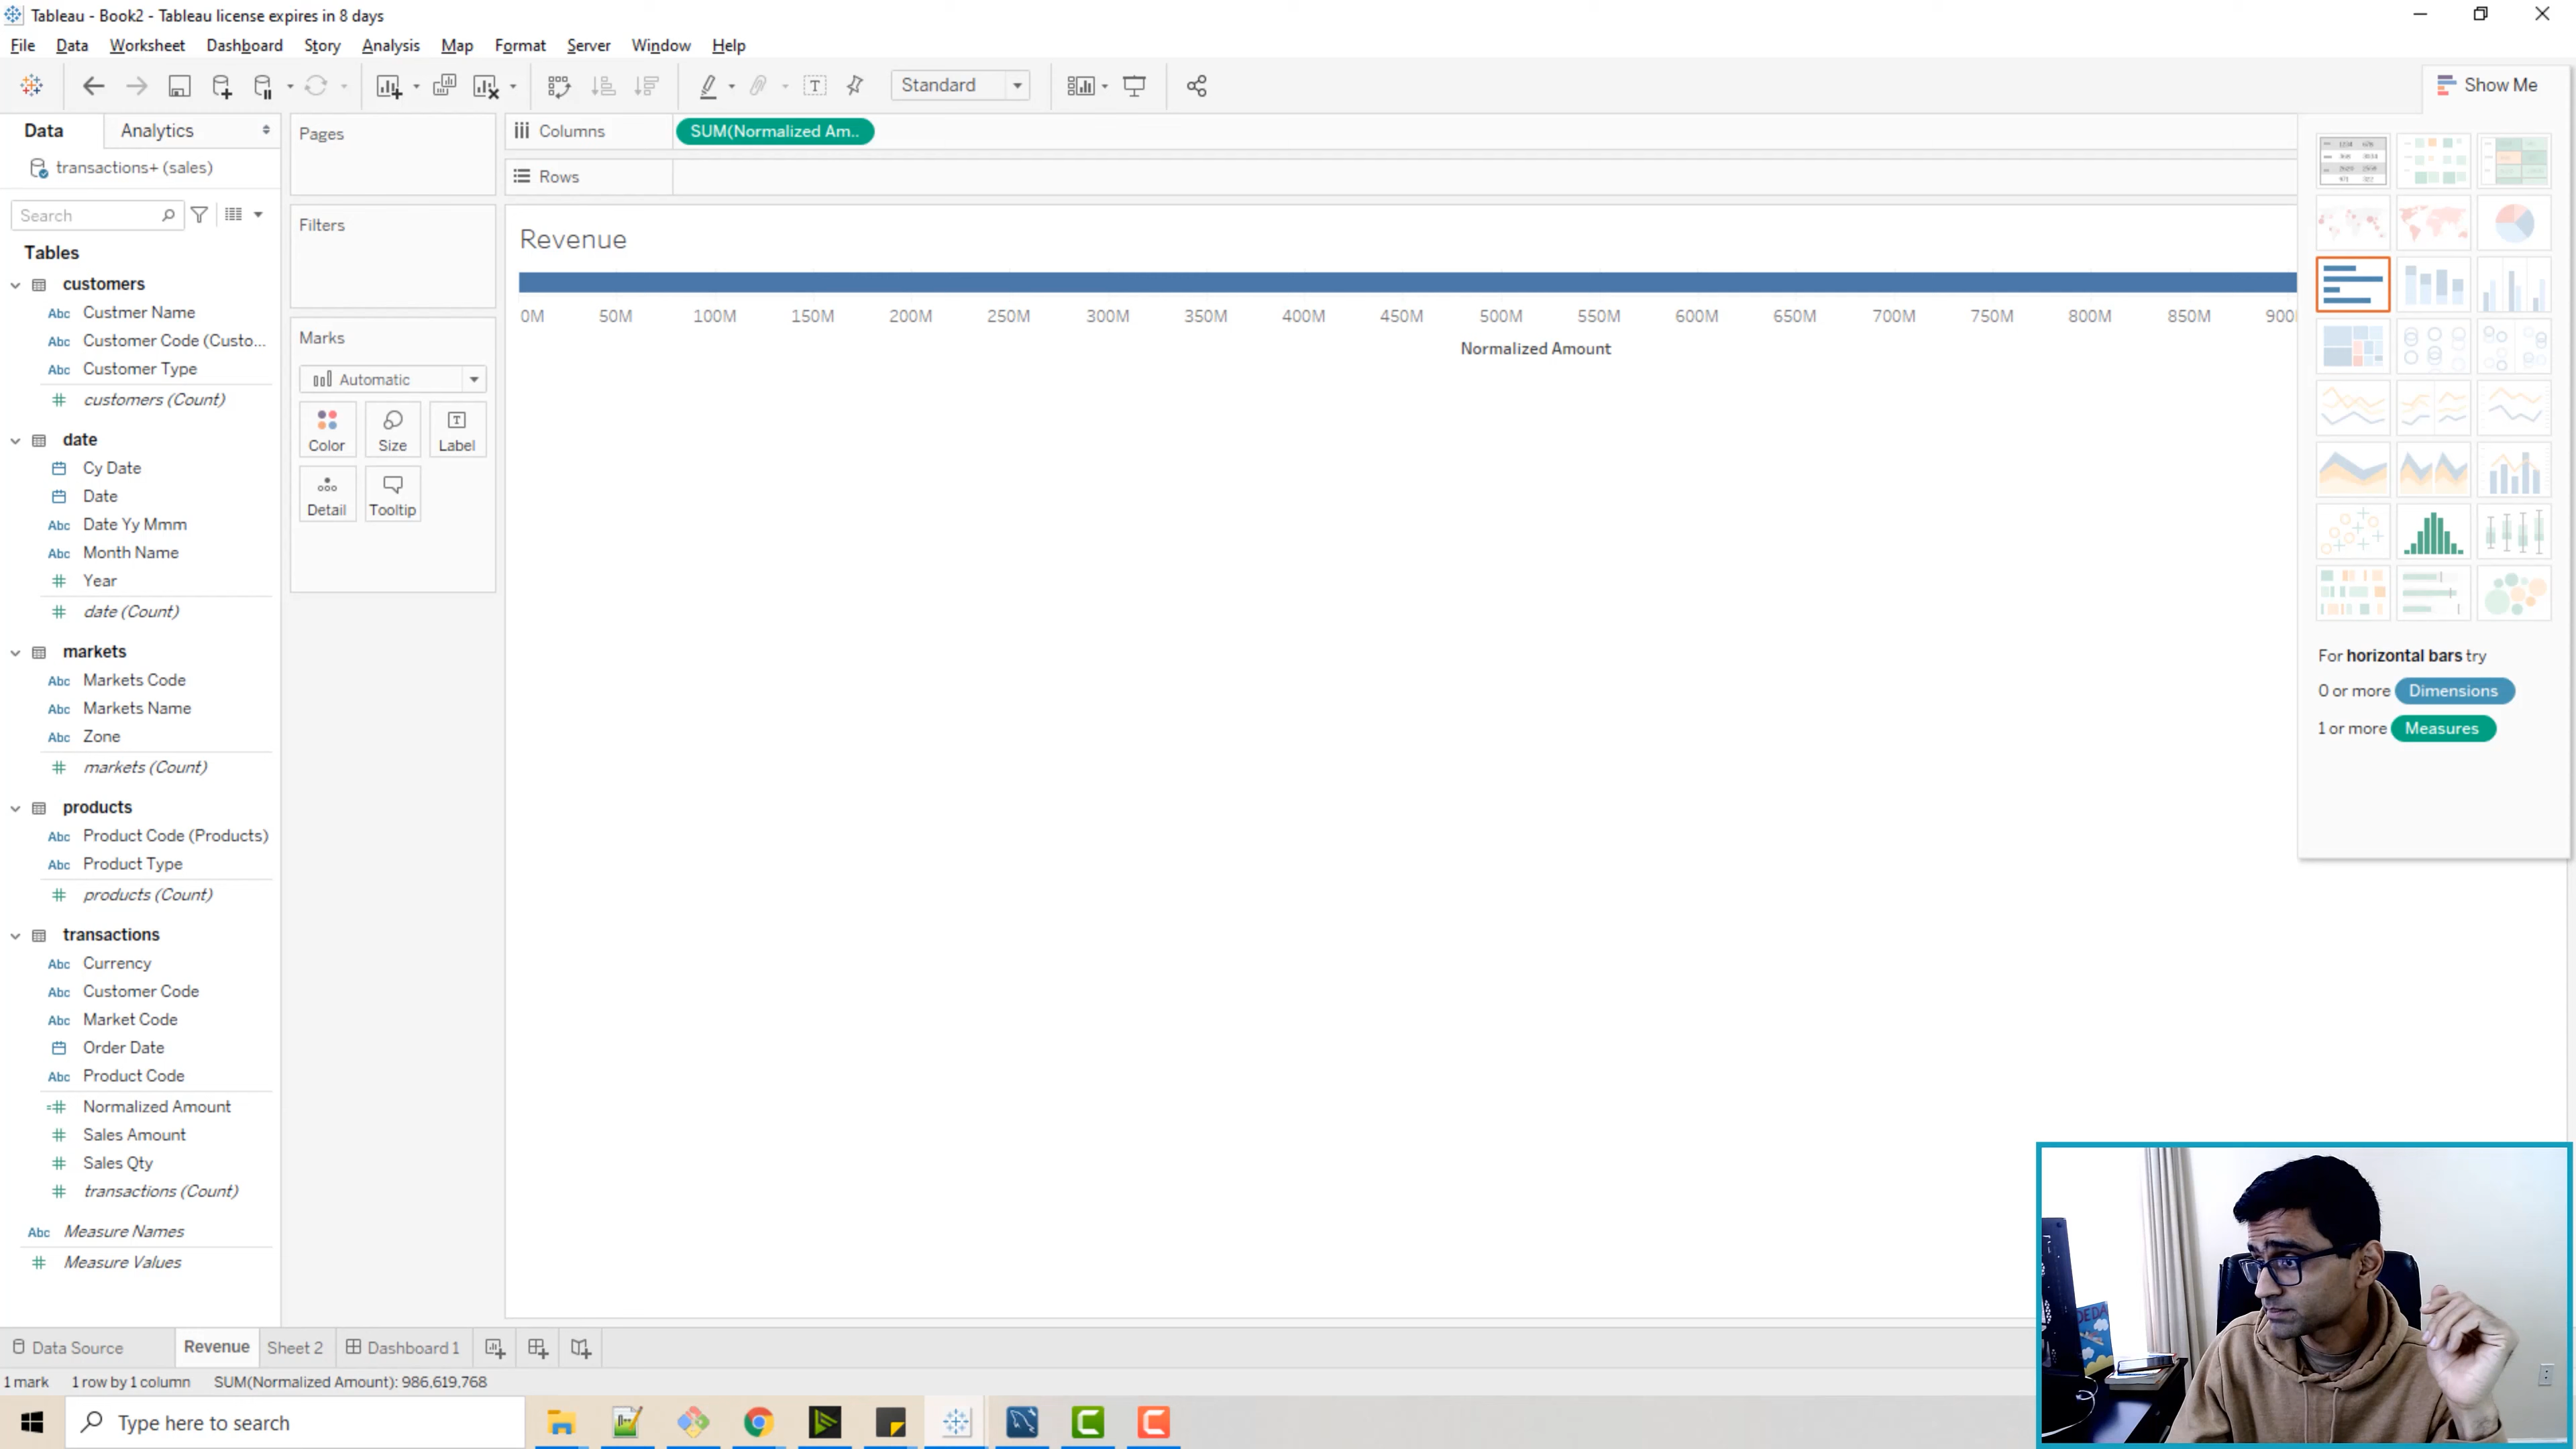 Tableau - Book2 - Tableau license expires in 8 days
File Data Worksheet Dashboard Story Analysis Map Format Server Window Help
Standard
Show Me
Data Analytics
transactions+ (sales)
Search
Tables
customers
Custmer Name
Customer Code (Custo...
Customer Type
customers (Count)
date
Cy Date
Date
Date Yy Mmm
Month Name
Year
date (Count)
markets
Markets Code
Markets Name
Zone
markets (Count)
products
Product Code (Products)
Product Type
products (Count)
transactions
Currency
Customer Code
Market Code
Order Date
Product Code
Normalized Amount
Sales Amount
Sales Qty
transactions (Count)
Measure Names
Measure Values
Pages
Filters
Marks
Automatic
Color Size Label
Detail Tooltip
Columns SUM(Normalized Am..
Rows
Revenue
0M 50M 100M 150M 200M 250M 300M 350M 400M 450M 500M 550M 600M 650M 700M 750M 800M 850M 900
Normalized Amount
For horizontal bars try
0 or more Dimensions
1 or more Measures
Data Source Revenue Sheet 2 Dashboard 1
1 mark 1 row by 1 column SUM(Normalized Amount): 986,619,768
Type here to search